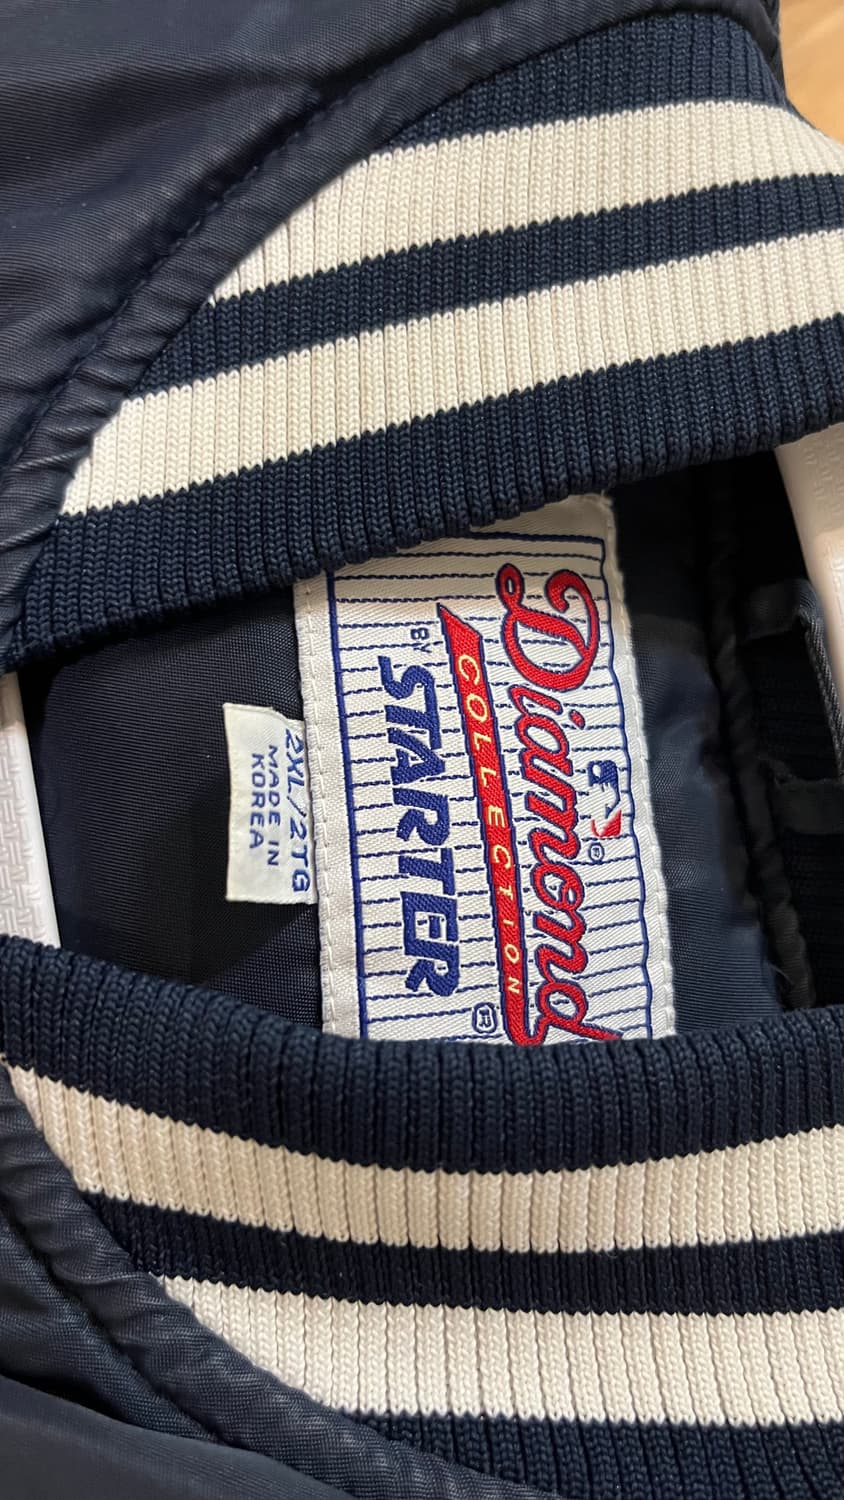 Diamond
®
COLLECTION
BY
STARTER
®
2XL/2TG
MADE IN
KOREA